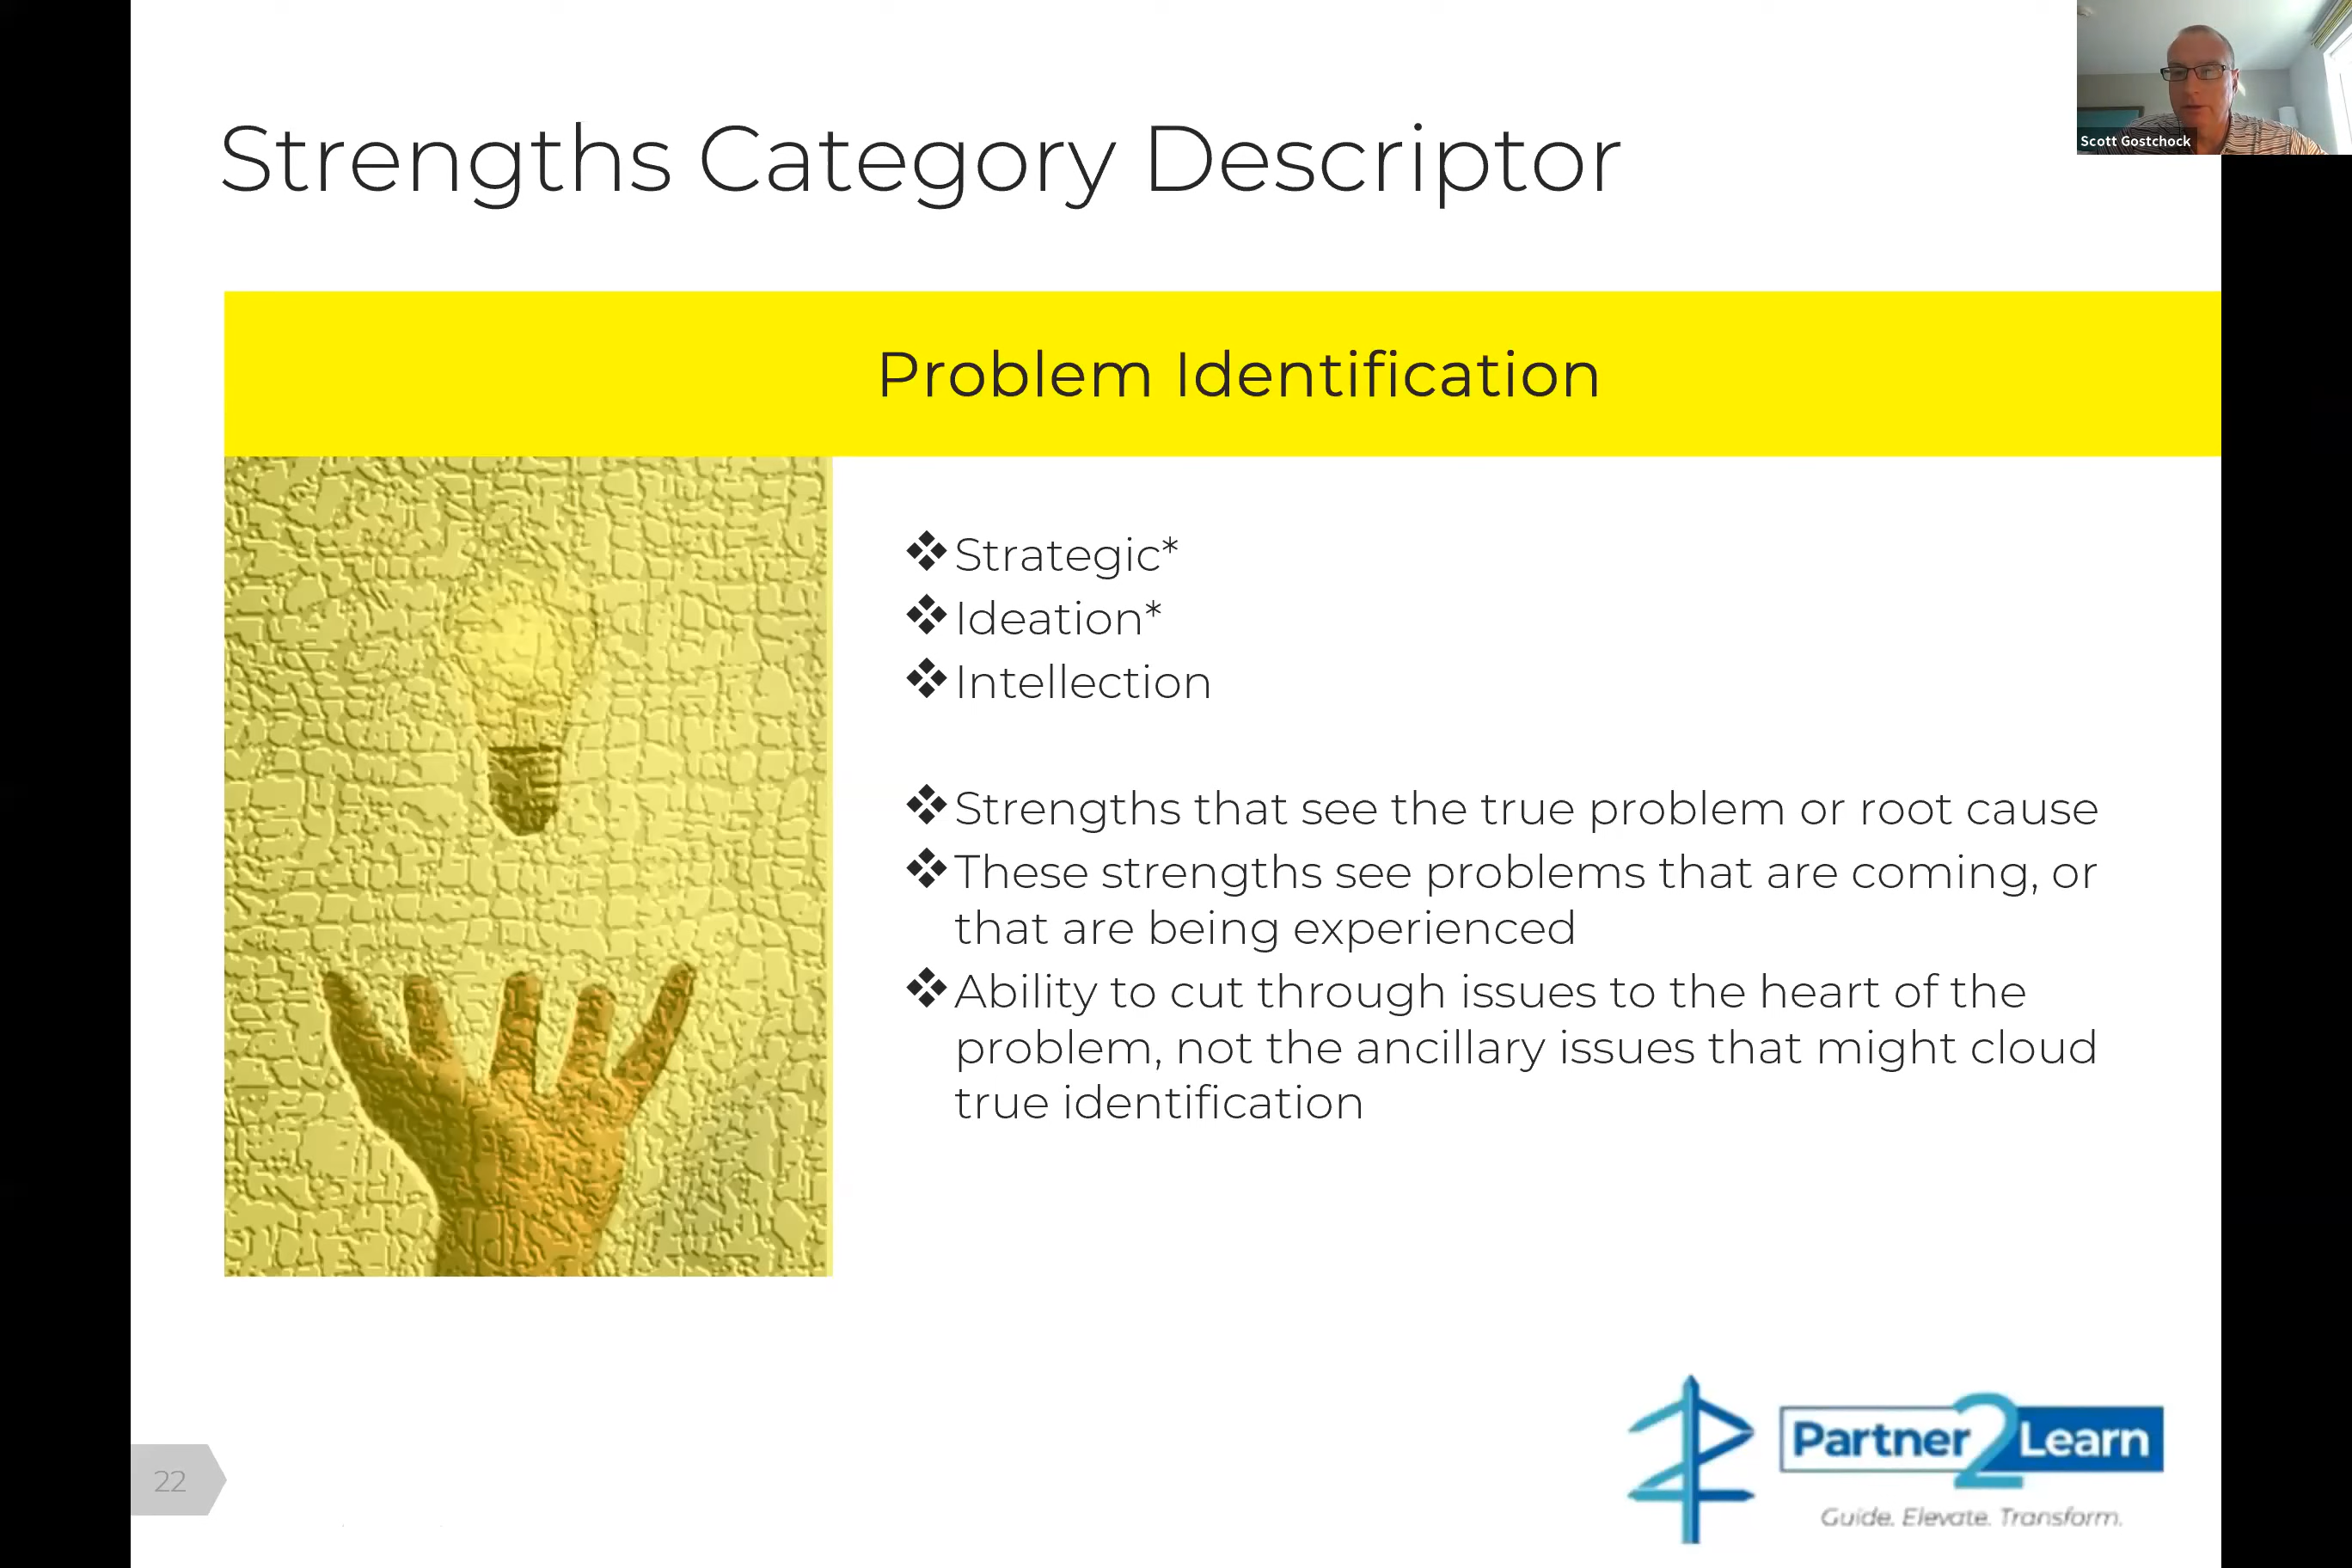 Strengths Category Descriptor
Scott Gostchock
Problem Identification
❖Strategic*
❖Ideation*
❖Intellection
❖Strengths that see the true problem or root cause
❖These strengths see problems that are coming, or
that are being experienced
❖Ability to cut through issues to the heart of the
problem, not the ancillary issues that might cloud
true identification
22
Partner2Learn
Guide. Elevate. Transform.